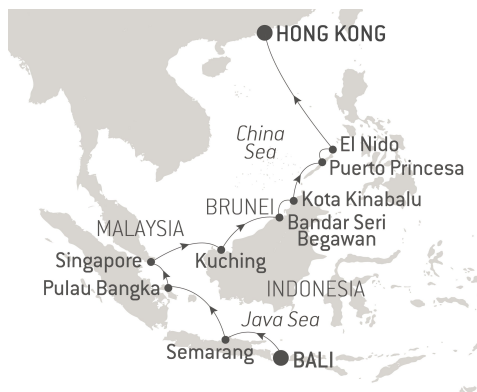 HONG KONG
China
Sea
El Nido
Puerto Princesa
Kota Kinabalu
BRUNEI
Bandar Seri
Begawan
MALAYSIA
Singapore
Kuching
Pulau Bangka
INDONESIA
Java Sea
Semarang
BALI